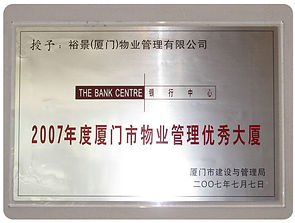 授予：裕景(厦门)物业管理有限公司
THE BANK CENTRE 银行中心
2007年度厦门市物业管理优秀大厦
厦门市建设与管理局
二〇〇七年七月七日